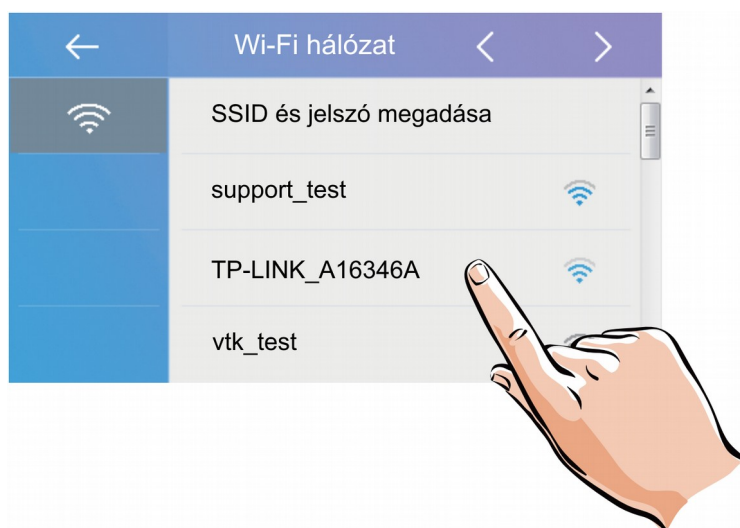 Wi-Fi hálózat
SSID és jelszó megadása
support_test
TP-LINK_A16346A
vtk_test